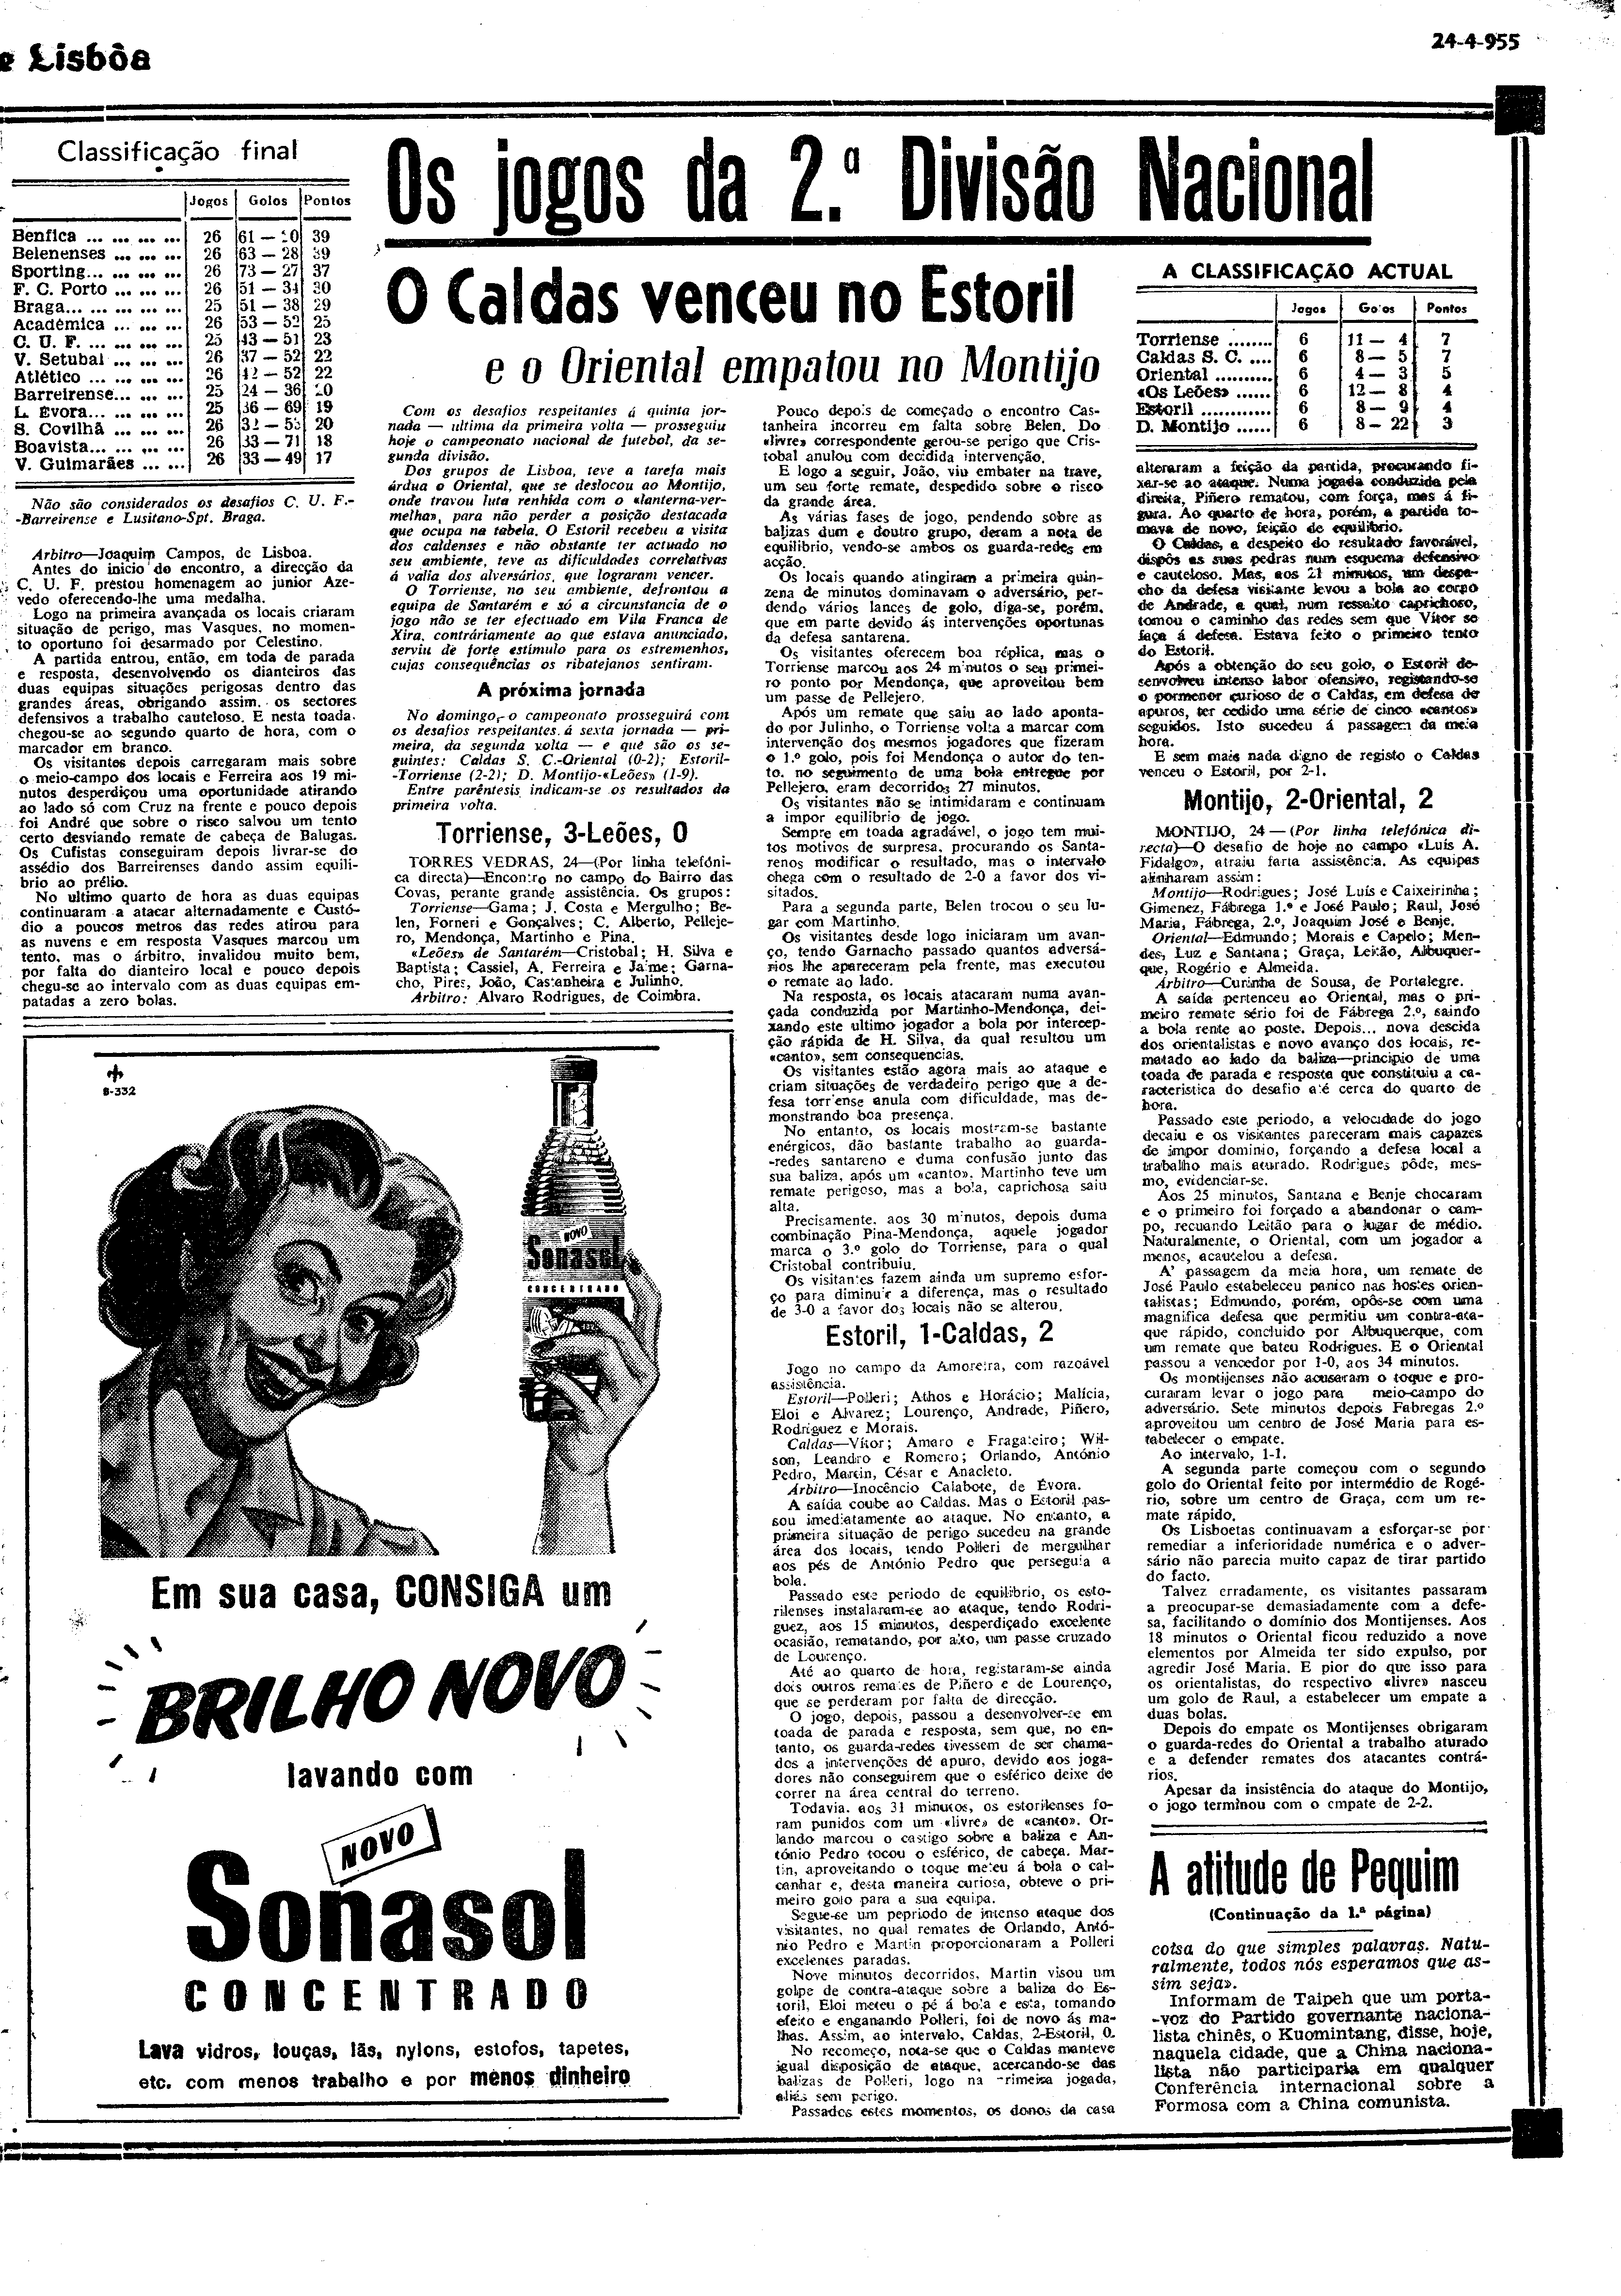 e Lisbôa
24-4-955
Classificação final
Jogos Golos Pontos
Benfica ... ... ... ... 26 61 — 0 39
Belenenses ... ... ... 26 63 — 28 39
Sporting... ... ... ... 26 73 — 27 37
F. C. Porto ... ... ... 26 51 — 31 30
Braga... ... ... ... ... 25 51 — 38 29
Académica ... ... ... 26 53 — 52 25
C. U. F. ... ... ... ... 25 43 — 51 23
V. Setubal ... ... ... 26 37 — 52 22
Atlético ... ... ... ... 26 42 — 52 22
Barreirense... ... ... 25 24 — 36 20
L. Evora... ... ... ... 25 36 — 69 19
S. Covilhã ... ... ... 26 32 — 53 20
Boavista... ... ... ... 26 33 — 71 18
V. Guimarães ... ... 26 33 — 49 17
Não são considerados os desafios C. U. F.-
-Barreirense e Lusitano-Spt. Braga.
Arbitro—Joaquim Campos, de Lisboa.
Antes do inicio do encontro, a direcção da
C. U. F. prestou homenagem ao junior Aze-
vedo oferecendo-lhe uma medalha.
Logo na primeira avançada os locais criaram
situação de perigo, mas Vasques, no momen-
to oportuno foi desarmado por Celestino.
A partida entrou, então, em toda de parada
e resposta, desenvolvendo os dianteiros das
duas equipas situações perigosas dentro das
grandes áreas, obrigando assim, os sectores
defensivos a trabalho cauteloso. E nesta toada,
chegou-se ao segundo quarto de hora, com o
marcador em branco.
Os visitantes depois carregaram mais sobre
o meio-campo dos locais e Ferreira aos 19 mi-
nutos desperdiçou uma oportunidade atirando
ao lado só com Cruz na frente e pouco depois
foi André que sobre o risco salvou um tento
certo desviando remate de cabeça de Balugas.
Os Cufistas conseguiram depois livrar-se do
assédio dos Barreirenses dando assim equili-
brio ao prélio.
No ultimo quarto de hora as duas equipas
continuaram a atacar alternadamente e Custó-
dio a poucos metros das redes atirou para
as nuvens e em resposta Vasques marcou um
tento, mas o árbitro, invalidou muito bem,
por falta do dianteiro local e pouco depois
chegu-se ao intervalo com as duas equipas em-
patadas a zero bolas.
Os jogos da 2.ª Divisão Nacional
O Caldas venceu no Estoril
e o Oriental empatou no Montijo
Com os desafios respeitantes á quinta jor-
nada — ultima da primeira volta — prosseguiu
hoje o campeonato nacional de futebol, da se-
gunda divisão.
Dos grupos de Lisboa, teve a tarefa mais
árdua o Oriental, que se deslocou ao Montijo,
onde travou luta renhida com o «lanterna-ver-
melha», para não perder a posição destacada
que ocupa na tabela. O Estoril recebeu a visita
dos caldenses e não obstante ter actuado no
seu ambiente, teve as dificuldades correlativas
á valia dos alversários, que lograram vencer.
O Torriense, no seu ambiente, defrontou a
equipa de Santarém e só a circunstancia de o
jogo não se ter efectuado em Vila Franca de
Xira, contráriamente ao que estava anunciado,
serviu de forte estímulo para os estremenhos,
cujas consequências os ribatejanos sentiram.
A próxima jornada
No domingo, o campeonato prosseguirá com
os desafios respeitantes á sexta jornada — pri-
meira, da segunda volta — e que são os se-
guintes: Caldas S. C.-Oriental (0-2); Estoril-
-Torriense (2-2); D. Montijo-«Leões» (1-9).
Entre parêntesis indicam-se os resultados da
primeira volta.
Torriense, 3-Leões, 0
TORRES VEDRAS, 24—(Por linha telefóni-
ca directa)—Encontro no campo do Bairro das
Covas, perante grande assistência. Os grupos:
Torriense—Gama; J. Costa e Mergulho; Be-
len, Forneri e Gonçalves; C. Alberto, Pelleje-
ro, Mendonça, Martinho e Pina.
«Leões» de Santarém—Cristobal; H. Silva e
Baptista; Cassiel, A. Ferreira e Jaime; Garna-
cho, Pires, João, Castanheira e Julinho.
Arbitro: Alvaro Rodrigues, de Coimbra.
Pouco depois de começado o encontro Cas-
tanheira incorreu em falta sobre Belen. Do
«livre» correspondente gerou-se perigo que Cris-
tobal anulou com decidida intervenção.
E logo a seguir, João, viu embater na trave,
um seu forte remate, despedido sobre o risco
da grande área.
As várias fases de jogo, pendendo sobre as
balizas dum e doutro grupo, deram a nota de
equilibrio, vendo-se ambos os guarda-redes em
acção.
Os locais quando atingiram a primeira quin-
zena de minutos dominavam o adversário, per-
dendo vários lances de golo, diga-se, porém,
que em parte devido ás intervenções oportunas
da defesa santarena.
Os visitantes oferecem boa réplica, mas o
Torriense marcou aos 24 minutos o seu primei-
ro ponto por Mendonça, que aproveitou bem
um passe de Pellejero.
Após um remate que saiu ao lado aponta-
do por Julinho, o Torriense volta a marcar com
intervenção dos mesmos jogadores que fizeram
o 1.º golo, pois foi Mendonça o autor do ten-
to, no seguimento de uma bola entregue por
Pellejero, eram decorridos 27 minutos.
Os visitantes não se intimidaram e continuam
a impor equilibrio de jogo.
Sempre em toada agradável, o jogo tem mui-
tos motivos de surpresa, procurando os Santa-
renos modificar o resultado, mas o intervalo
chega com o resultado de 2-0 a favor dos vi-
sitados.
Para a segunda parte, Belen trocou o seu lu-
gar com Martinho.
Os visitantes desde logo iniciaram um avan-
ço, tendo Garnacho passado quantos adversá-
rios lhe apareceram pela frente, mas executou
o remate ao lado.
Na resposta, os locais atacaram numa avan-
çada conduzida por Martinho-Mendonça, dei-
xando este ultimo jogador a bola por intercep-
ção rápida de H. Silva, da qual resultou um
«canto», sem consequencias.
Os visitantes estão agora mais ao ataque e
criam situações de verdadeiro perigo que a de-
fesa torriense anula com dificuldade, mas de-
monstrando boa presença.
No entanto, os locais mostram-se bastante
enérgicos, dão bastante trabalho ao guarda-
-redes santareno e duma confusão junto das
sua baliza, após um «canto», Martinho teve um
remate perigoso, mas a bola, caprichosa saiu
alta.
Precisamente, aos 30 minutos, depois duma
combinação Pina-Mendonça, aquele jogador
marca o 3.º golo do Torriense, para o qual
Cristobal contribuiu.
Os visitantes fazem ainda um supremo esfor-
ço para diminuir a diferença, mas o resultado
de 3-0 a favor dos locais não se alterou.
Estoril, 1-Caldas, 2
Jogo no campo da Amoreira, com razoável
assistência.
Estoril—Polleri; Athos e Horácio; Malícia,
Eloi e Alvarez; Lourenço, Andrade, Piñero,
Rodriguez e Morais.
Caldas—Vítor; Amaro e Fragateiro; Wil-
son, Leandro e Romero; Orlando, António
Pedro, Martin, César e Anacleto.
Árbitro—Inocêncio Calabote, de Évora.
A saída coube ao Caldas. Mas o Estoril pas-
sou imediatamente ao ataque. No entanto, a
primeira situação de perigo sucedeu na grande
área dos locais, tendo Polleri de mergulhar
aos pés de António Pedro que perseguia a
bola.
Passado este periodo de equilíbrio, os esto-
rilenses instalaram-se ao ataque, tendo Rodri-
guez, aos 15 minutos, desperdiçado excelente
ocasião, rematando, por alto, um passe cruzado
de Lourenço.
Até ao quarto de hora, registaram-se ainda
dois outros remates de Piñero e de Lourenço,
que se perderam por falta de direcção.
O jogo, depois, passou a desenvolver-se em
toada de parada e resposta, sem que, no en-
tanto, os guarda-redes tivessem de ser chama-
dos a intervenções dé apuro, devido aos joga-
dores não conseguirem que o esférico deixe de
correr na área central do terreno.
Todavia, aos 31 minutos, os estorilenses fo-
ram punidos com um «livre» de «canto». Or-
lando marcou o castigo sobre a baliza e An-
tónio Pedro tocou o esférico, de cabeça. Mar-
tin, aproveitando o toque meteu á bola o cal-
canhar e, desta maneira curiosa, obteve o pri-
meiro golo para a sua equipa.
Segue-se um pepriodo de intenso ataque dos
visitantes, no qual remates de Orlando, Antó-
nio Pedro e Martin proporcionaram a Polleri
excelentes paradas.
Nove minutos decorridos, Martin visou um
golpe de contra-ataque sobre a baliza do Es-
toril, Eloi meteu o pé á bola e esta, tomando
efeito e enganando Polleri, foi de novo ás ma-
lhas. Assim, ao intervalo, Caldas, 2-Estoril, 0.
No recomeço, nota-se que o Caldas manteve
igual disposição de ataque, acercando-se das
balizas de Polleri, logo na primeira jogada,
aliás sem perigo.
Passados estes momentos, os donos da casa
A CLASSIFICAÇÃO ACTUAL
Jogos Golos Pontos
Torriense ........ 6 11 — 4 7
Caldas S. C. .... 6 8 — 5 7
Oriental .......... 6 4 — 3 5
«Os Leões» ...... 6 12 — 8 4
Estoril ............ 6 8 — 9 4
D. Montijo ...... 6 8 — 22 3
alteraram a feição da partida, procurando fi-
xar-se ao ataque. Numa jogada conduzida pela
direita, Piñero rematou, com força, mas á fi-
gura. Ao quarto de hora, porém, a partida to-
mava de novo, feição de equilíbrio.
O Caldas, a despeito do resultado favorável,
dispôs as suas pedras num esquema defensivo
e cauteloso. Mas, aos 21 minutos, um despa-
cho da defesa visitante levou a bola ao corpo
de Andrade, a qual, num ressalto caprichoso,
tomou o caminho das redes sem que Vítor se
faça á defesa. Estava feito o primeiro tento
do Estoril.
Após a obtenção do seu golo, o Estoril de-
senvolveu intenso labor ofensivo, registando-se
o pormenor curioso de o Caldas, em defesa de
apuros, ter cedido uma série de cinco «cantos»
seguidos. Isto sucedeu á passagem da meia
hora.
E sem mais nada digno de registo o Caldas
venceu o Estoril, por 2-1.
Montijo, 2-Oriental, 2
MONTIJO, 24—(Por linha telefónica di-
recta)—O desafio de hoje no campo «Luis A.
Fidalgo», atraiu farta assistência. As equipas
alinharam assim:
Montijo—Rodrigues; José Luís e Caixeirinha;
Gimenez, Fábrega 1.º e José Paulo; Raul, José
Maria, Fábrega, 2.º, Joaquim José e Benje.
Oriental—Edmundo; Morais e Capelo; Men-
des, Luz e Santana; Graça, Leitão, Albuquer-
que, Rogério e Almeida.
Árbitro—Curinha de Sousa, de Portalegre.
A saída pertenceu ao Oriental, mas o pri-
meiro remate sério foi de Fábrega 2.º, saindo
a bola rente ao poste. Depois... nova descida
dos orientalistas e novo avanço dos locais, re-
matado ao lado da baliza—principio de uma
toada de parada e resposta que constituiu a ca-
racteristica do desafio até cerca do quarto de
hora.
Passado este periodo, a velocidade do jogo
decaiu e os visitantes pareceram mais capazes
de impor domínio, forçando a defesa local a
trabalho mais aturado. Rodrigues pôde, mes-
mo, evidenciar-se.
Aos 25 minutos, Santana e Benje chocaram
e o primeiro foi forçado a abandonar o cam-
po, recuando Leitão para o lugar de médio.
Naturalmente, o Oriental, com um jogador a
menos, acautelou a defesa.
A' passagem da meia hora, um remate de
José Paulo estabeleceu panico nas hostes orien-
talistas; Edmundo, porém, opôs-se com uma
magnifica defesa que permitiu um contra-ata-
que rápido, concluido por Albuquerque, com
um remate que bateu Rodrigues. E o Oriental
passou a vencedor por 1-0, aos 34 minutos.
Os montijenses não acusaram o toque e pro-
curaram levar o jogo para meio-campo do
adversário. Sete minutos depois Fabregas 2.º
aproveitou um centro de José Maria para es-
tabelecer o empate.
Ao intervalo, 1-1.
A segunda parte começou com o segundo
golo do Oriental feito por intermédio de Rogé-
rio, sobre um centro de Graça, com um re-
mate rápido.
Os Lisboetas continuavam a esforçar-se por
remediar a inferioridade numérica e o adver-
sário não parecia muito capaz de tirar partido
do facto.
Talvez erradamente, os visitantes passaram
a preocupar-se demasiadamente com a defe-
sa, facilitando o domínio dos Montijenses. Aos
18 minutos o Oriental ficou reduzido a nove
elementos por Almeida ter sido expulso, por
agredir José Maria. E pior do que isso para
os orientalistas, do respectivo «livre» nasceu
um golo de Raul, a estabelecer um empate a
duas bolas.
Depois do empate os Montijenses obrigaram
o guarda-redes do Oriental a trabalho aturado
e a defender remates dos atacantes contrá-
rios.
Apesar da insistência do ataque do Montijo,
o jogo terminou com o empate de 2-2.
A atitude de Pequim
(Continuação da 1.ª página)
coisa do que simples palavras. Natu-
ralmente, todos nós esperamos que as-
sim seja».
Informam de Taipeh que um porta-
-voz do Partido governante naciona-
lista chinês, o Kuomintang, disse, hoje,
naquela cidade, que a China naciona-
lista não participaria em qualquer
Conferência internacional sobre a
Formosa com a China comunista.
8-332
NOVO
Sonasol
CONCENTRADO
Em sua casa, CONSIGA um
BRILHO NOVO
lavando com
NOVO
Sonasol
CONCENTRADO
Lava vidros, louças, lãs, nylons, estofos, tapetes,
etc. com menos trabalho e por menos dinheiro